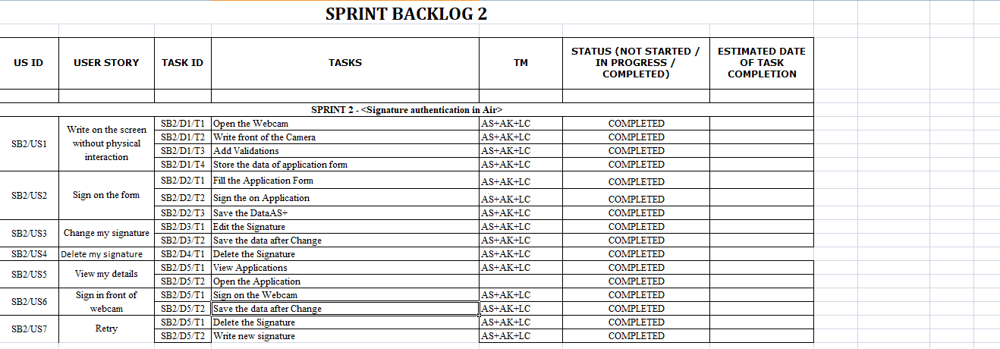 SPRINT BACKLOG 2
US ID USER STORY TASK ID TASKS TM STATUS (NOT STARTED / IN PROGRESS / COMPLETED) ESTIMATED DATE OF TASK COMPLETION
SPRINT 2 - <Signature authentication in Air>
SB2/US1 Write on the screen without physical interaction SB2/D1/T1 Open the Webcam AS+AK+LC COMPLETED
SB2/D1/T2 Write front of the Camera AS+AK+LC COMPLETED
SB2/D1/T3 Add Validations AS+AK+LC COMPLETED
SB2/D1/T4 Store the data of application form AS+AK+LC COMPLETED
SB2/US2 Sign on the form SB2/D2/T1 Fill the Application Form AS+AK+LC COMPLETED
SB2/D2/T2 Sign the on Application AS+AK+LC COMPLETED
SB2/D2/T3 Save the DataAS+ AS+AK+LC COMPLETED
SB2/US3 Change my signature SB2/D3/T1 Edit the Signature AS+AK+LC COMPLETED
SB2/D3/T2 Save the data after Change AS+AK+LC COMPLETED
SB2/US4 Delete my signature SB2/D4/T1 Delete the Signature AS+AK+LC COMPLETED
SB2/US5 View my details SB2/D5/T1 View Applications AS+AK+LC COMPLETED
SB2/D5/T2 Open the Application COMPLETED
SB2/US6 Sign in front of webcam SB2/D5/T1 Sign on the Webcam AS+AK+LC COMPLETED
SB2/D5/T2 Save the data after Change AS+AK+LC COMPLETED
SB2/US7 Retry SB2/D5/T1 Delete the Signature AS+AK+LC COMPLETED
SB2/D5/T2 Write new signature AS+AK+LC COMPLETED